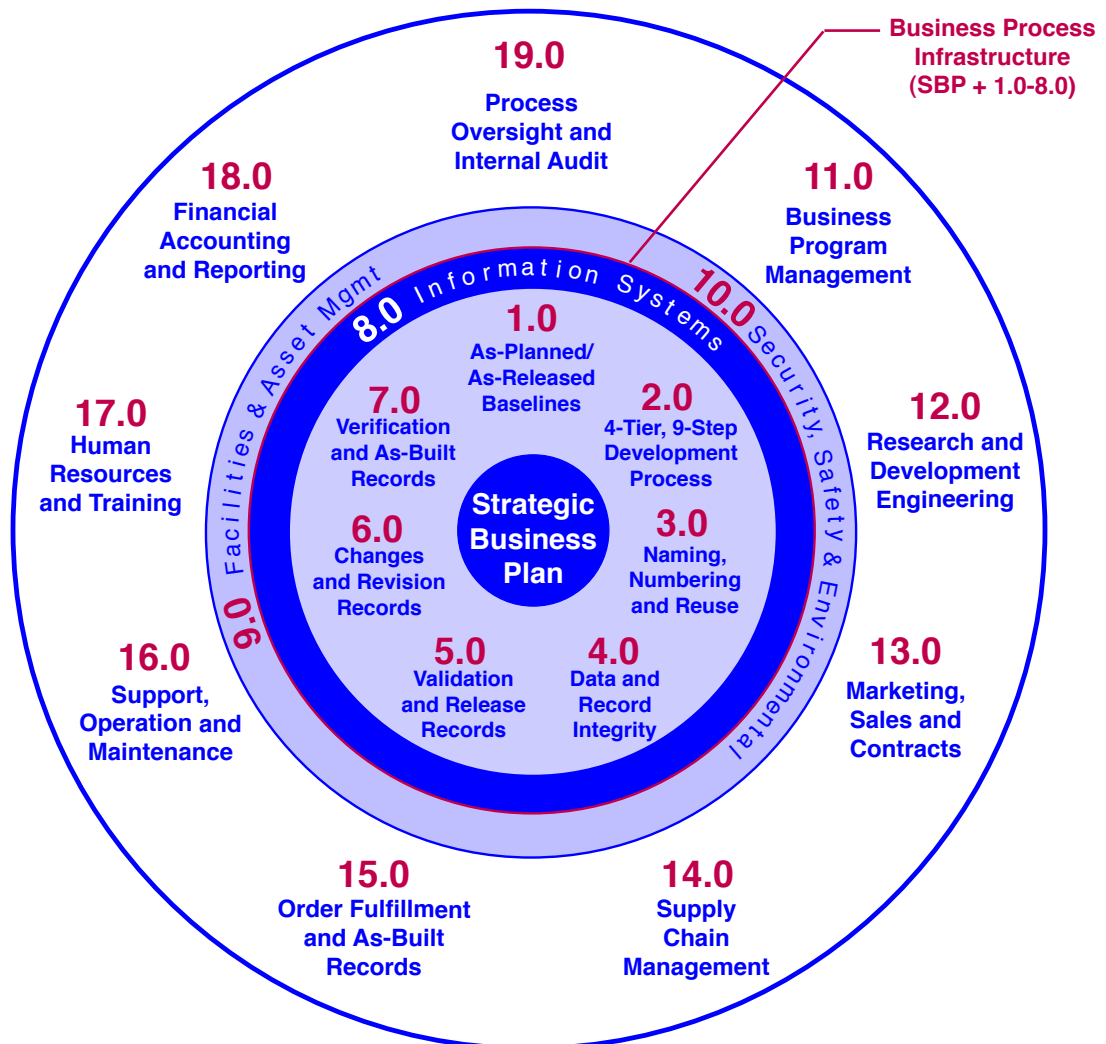 Business Process
Infrastructure
(SBP + 1.0-8.0)
19.0
Process
Oversight and
Internal Audit
11.0
Business
Program
Management
12.0
Research and
Development
Engineering
13.0
Marketing,
Sales and
Contracts
14.0
Supply
Chain
Management
15.0
Order Fulfillment
and As-Built
Records
16.0
Support,
Operation and
Maintenance
17.0
Human
Resources
and Training
18.0
Financial
Accounting
and Reporting
9.0 Facilities & Asset Mgmt
10.0 Security, Safety & Environmental
8.0 Information Systems
1.0
As-Planned/
As-Released
Baselines
2.0
4-Tier, 9-Step
Development
Process
3.0
Naming,
Numbering
and Reuse
4.0
Data and
Record
Integrity
5.0
Validation
and Release
Records
6.0
Changes
and Revision
Records
7.0
Verification
and As-Built
Records
Strategic
Business
Plan